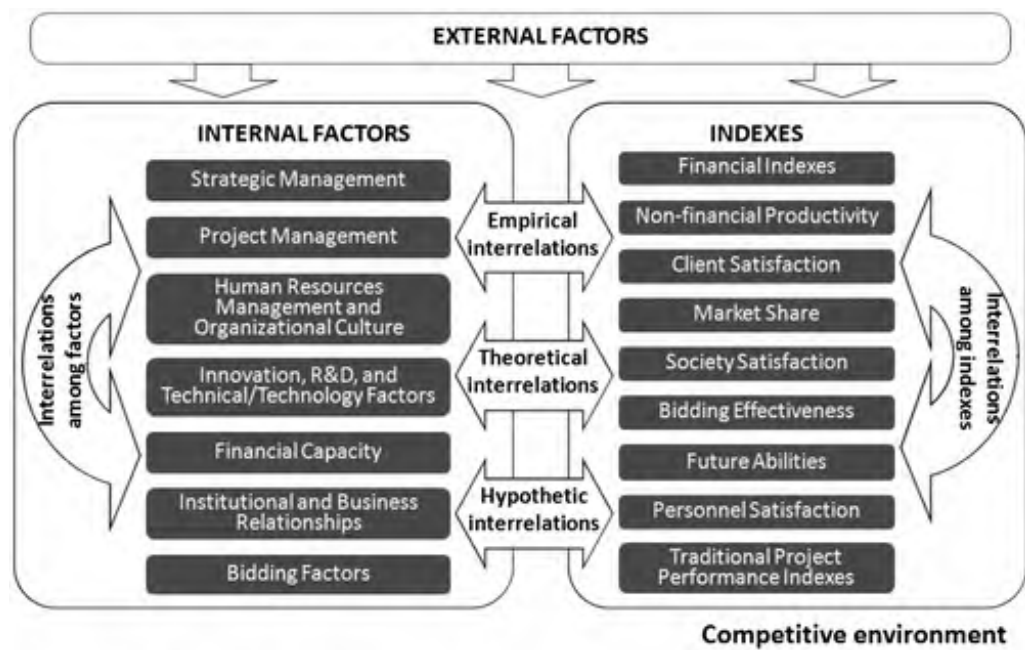 EXTERNAL FACTORS
INTERNAL FACTORS
Strategic Management
Project Management
Human Resources
Management and
Organizational Culture
Innovation, R&D, and
Technical/Technology Factors
Financial Capacity
Institutional and Business
Relationships
Bidding Factors
Interrelations
among factors
Empirical
interrelations
Theoretical
interrelations
Hypothetic
interrelations
INDEXES
Financial Indexes
Non-financial Productivity
Client Satisfaction
Market Share
Society Satisfaction
Bidding Effectiveness
Future Abilities
Personnel Satisfaction
Traditional Project
Performance Indexes
Interrelations
among indexes
Competitive environment